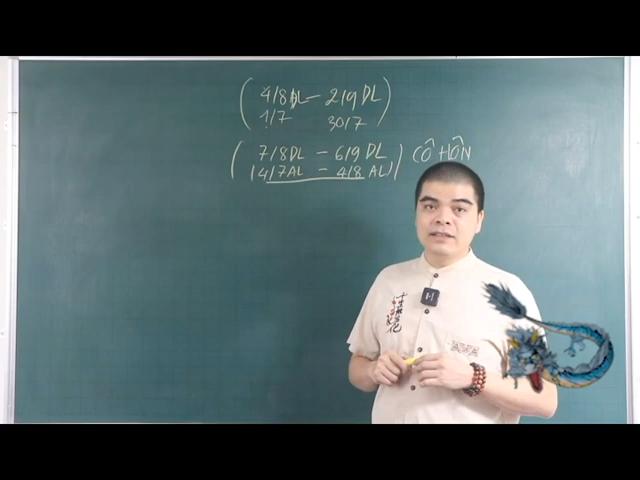 ( 4/8 DL - 2/9 DL )
1/7 30/7
( 7/8 DL - 6/9 DL ) CÔ HỒN
(4/7 AL - 4/8 AL)